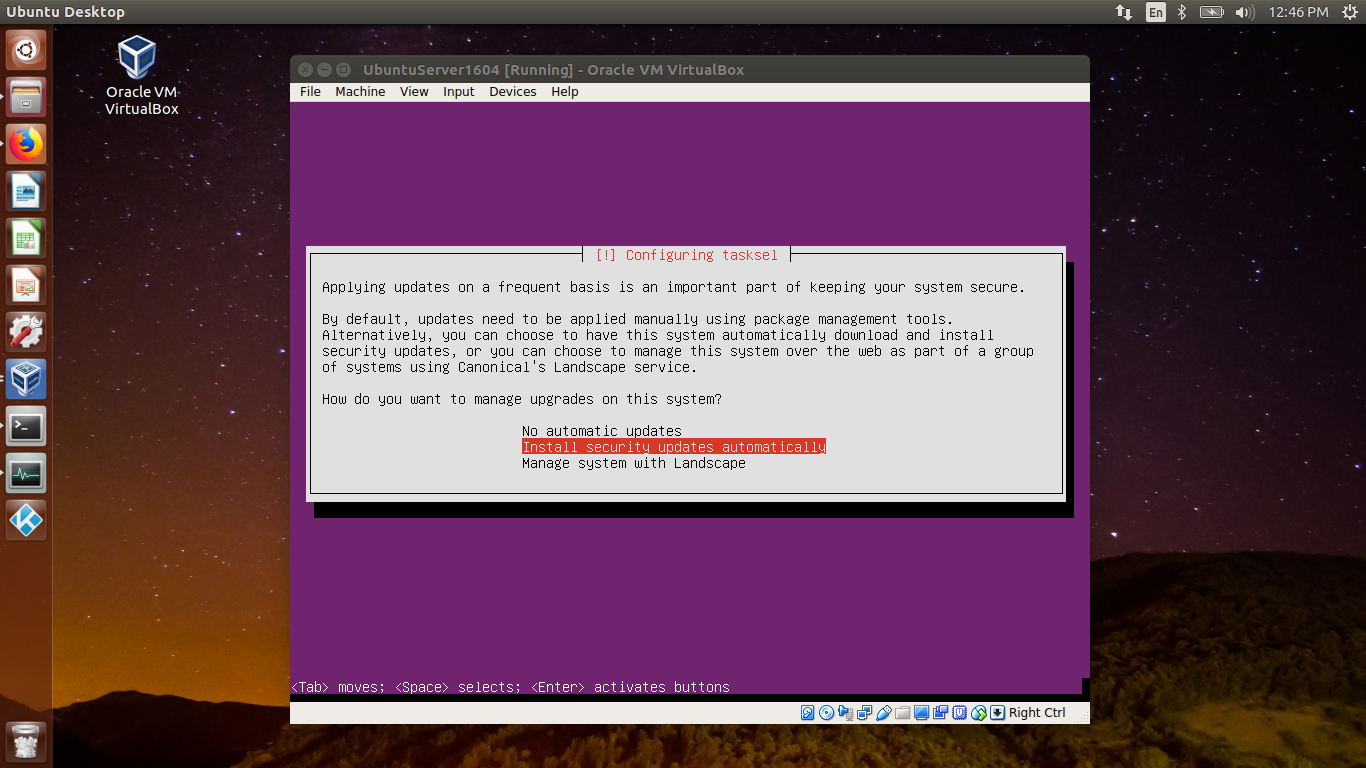 Ubuntu Desktop
En
12:46 PM
Oracle VM
VirtualBox
UbuntuServer1604 [Running] - Oracle VM VirtualBox
File Machine View Input Devices Help
[!] Configuring tasksel
Applying updates on a frequent basis is an important part of keeping your system secure.
By default, updates need to be applied manually using package management tools.
Alternatively, you can choose to have this system automatically download and install
security updates, or you can choose to manage this system over the web as part of a group
of systems using Canonical's Landscape service.
How do you want to manage upgrades on this system?
No automatic updates
Install security updates automatically
Manage system with Landscape
<Tab> moves; <Space> selects; <Enter> activates buttons
Right Ctrl